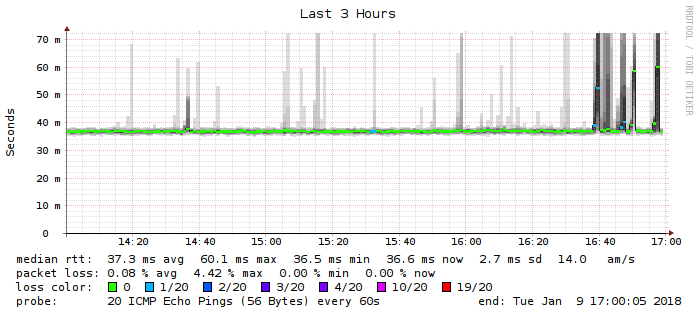 Last 3 Hours
RRDTOOL / TOBI OETIKER
Seconds
70 m
60 m
50 m
40 m
30 m
20 m
10 m
0
14:20 14:40 15:00 15:20 15:40 16:00 16:20 16:40 17:00
median rtt: 37.3 ms avg 60.1 ms max 36.5 ms min 36.6 ms now 2.7 ms sd 14.0 am/s
packet loss: 0.08 % avg 4.42 % max 0.00 % min 0.00 % now
loss color: 0 1/20 2/20 3/20 4/20 10/20 19/20
probe: 20 ICMP Echo Pings (56 Bytes) every 60s end: Tue Jan 9 17:00:05 2018